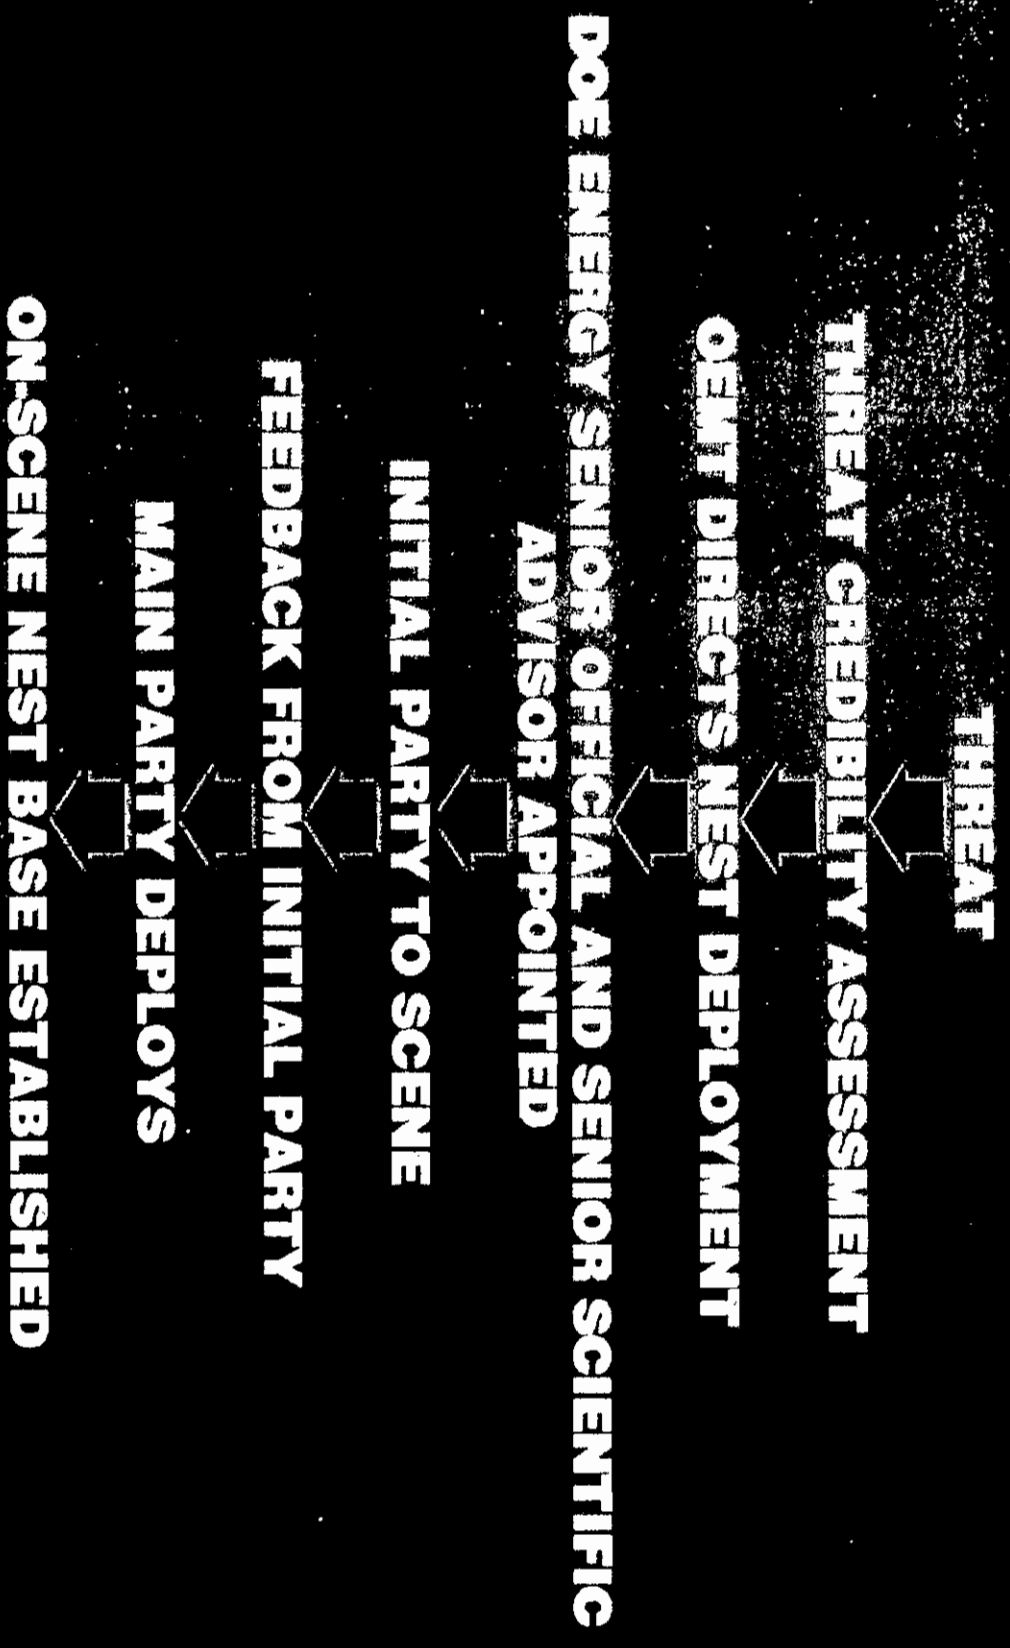 THREAT
THREAT CREDIBILITY ASSESSMENT
OEMT DIRECTS NEST DEPLOYMENT
DOE ENERGY SENIOR OFFICIAL AND SENIOR SCIENTIFIC
ADVISOR APPOINTED
INITIAL PARTY TO SCENE
FEEDBACK FROM INITIAL PARTY
MAIN PARTY DEPLOYS
ON-SCENE NEST BASE ESTABLISHED